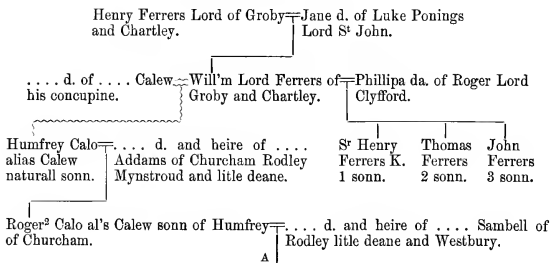 Henry Ferrers Lord of Groby=Jane d. of Luke Ponings
and Chartley. Lord Sᵗ John.
. . . . d. of . . . . Calew=Will'm Lord Ferrers of=Phillipa da. of Roger Lord
his concupine. Groby and Chartley. Clyfford.
Humfrey Calo=. . . . d. and heire of . . . . Sʳ Henry Thomas John
alias Calew Addams of Churcham Rodley Ferrers K. Ferrers Ferrers
naturall sonn. Mynstroud and litle deane. 1 sonn. 2 sonn. 3 sonn.
Roger² Calo al's Calew sonn of Humfrey=. . . . d. and heire of . . . . Sambell of
of Churcham. Rodley litle deane and Westbury.
A